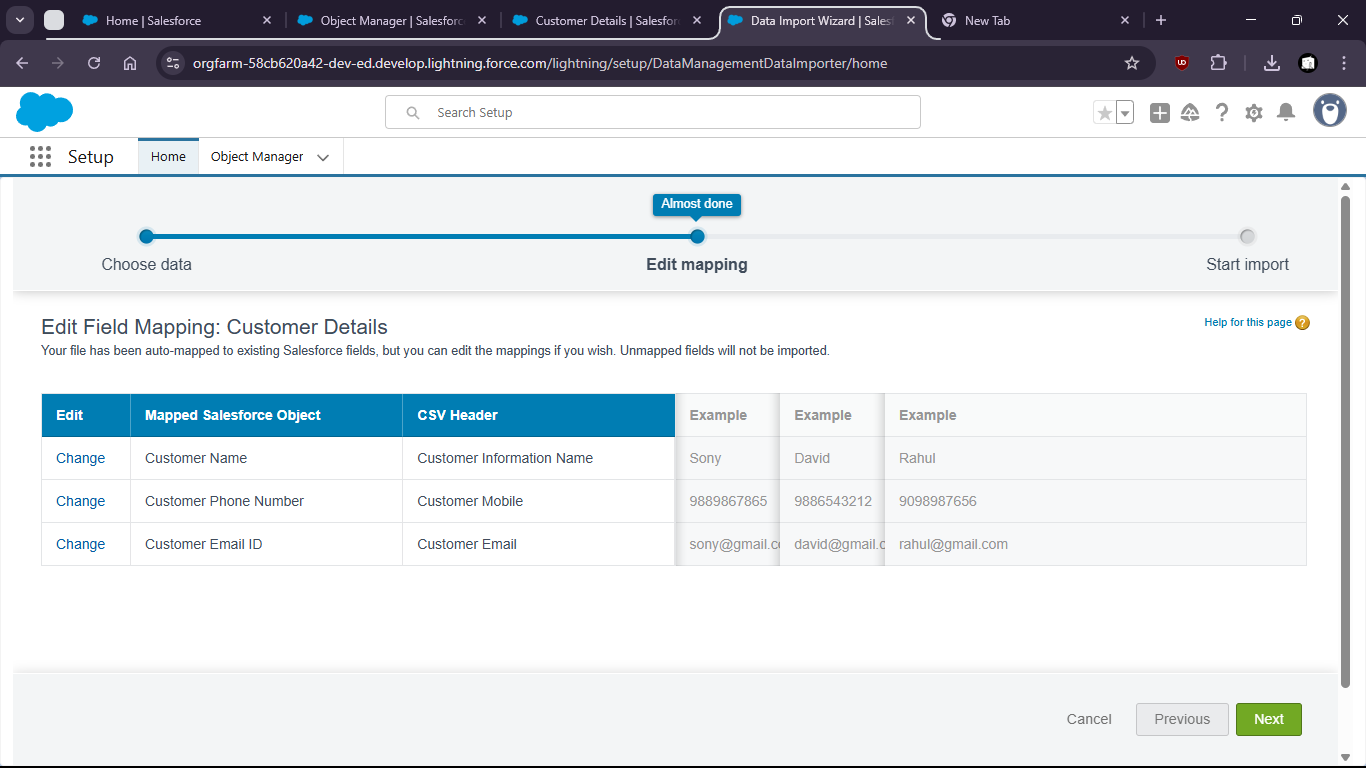 Home | Salesforce
Object Manager | Salesforc
Customer Details | Salesfor
Data Import Wizard | Sales
New Tab
orgfarm-58cb620a42-dev-ed.develop.lightning.force.com/lightning/setup/DataManagementDataImporter/home
UD
Search Setup
Setup
Home
Object Manager
Almost done
Choose data
Edit mapping
Start import
Edit Field Mapping: Customer Details
Help for this page ?
Your file has been auto-mapped to existing Salesforce fields, but you can edit the mappings if you wish. Unmapped fields will not be imported.
Edit Mapped Salesforce Object CSV Header Example Example Example
Change Customer Name Customer Information Name Sony David Rahul
Change Customer Phone Number Customer Mobile 9889867865 9886543212 9098987656
Change Customer Email ID Customer Email sony@gmail.c david@gmail.c rahul@gmail.com
Cancel Previous Next